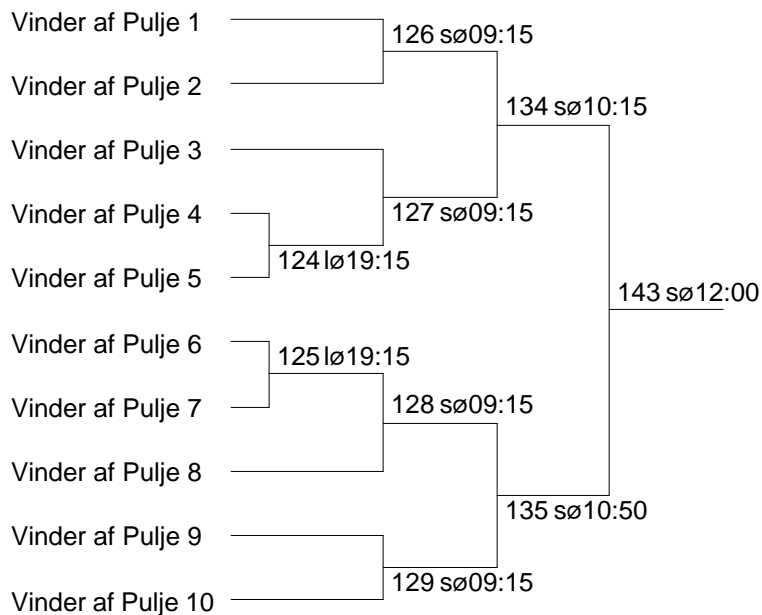 Vinder af Pulje 1
126 sø09:15
Vinder af Pulje 2
134 sø10:15
Vinder af Pulje 3
127 sø09:15
Vinder af Pulje 4
124 lø19:15
Vinder af Pulje 5
143 sø12:00
Vinder af Pulje 6
125 lø19:15
Vinder af Pulje 7
128 sø09:15
Vinder af Pulje 8
135 sø10:50
Vinder af Pulje 9
129 sø09:15
Vinder af Pulje 10